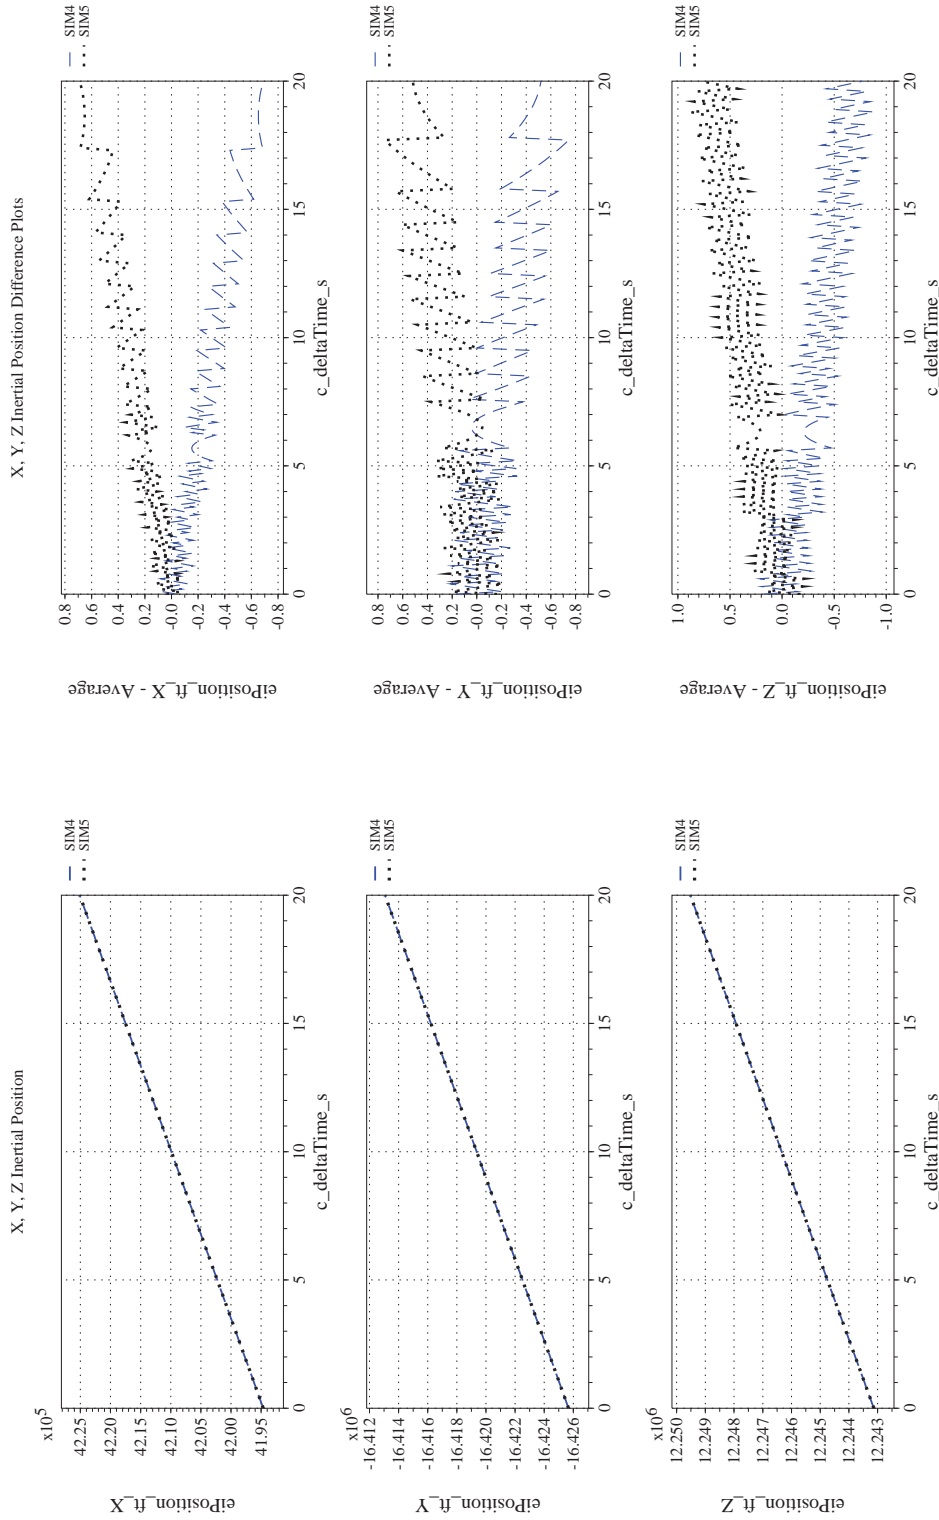 X, Y, Z Inertial Position
x10⁵
42.25
42.20
42.15
42.10
42.05
42.00
41.95
eiPosition_ft_X
0 5 10 15 20
c_deltaTime_s
SIM4
SIM5
x10⁶
-16.412
-16.414
-16.416
-16.418
-16.420
-16.422
-16.424
-16.426
eiPosition_ft_Y
0 5 10 15 20
c_deltaTime_s
SIM4
SIM5
x10⁶
12.250
12.249
12.248
12.247
12.246
12.245
12.244
12.243
eiPosition_ft_Z
0 5 10 15 20
c_deltaTime_s
SIM4
SIM5
X, Y, Z Inertial Position Difference Plots
0.8
0.6
0.4
0.2
-0.0
-0.2
-0.4
-0.6
-0.8
eiPosition_ft_X - Average
0 5 10 15 20
c_deltaTime_s
SIM4
SIM5
0.8
0.6
0.4
0.2
-0.0
-0.2
-0.4
-0.6
-0.8
eiPosition_ft_Y - Average
0 5 10 15 20
c_deltaTime_s
SIM4
SIM5
1.0
0.5
0.0
-0.5
-1.0
eiPosition_ft_Z - Average
0 5 10 15 20
c_deltaTime_s
SIM4
SIM5